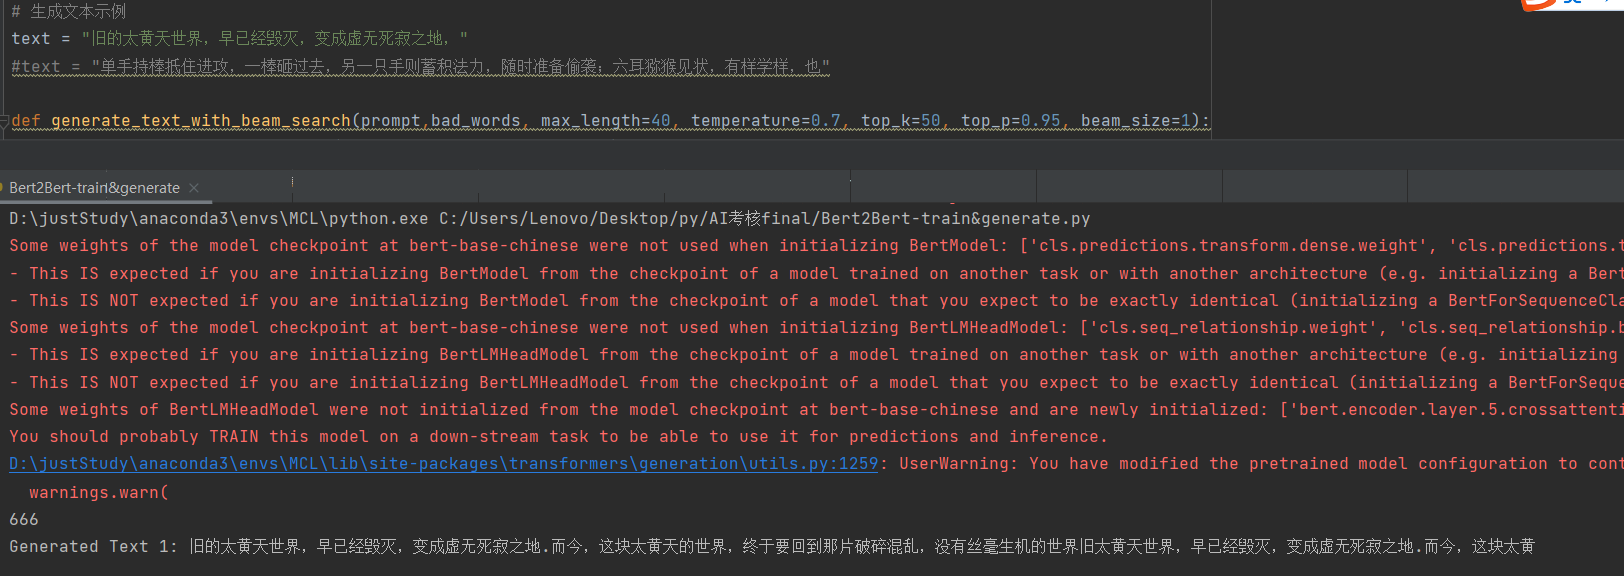 # 生成文本示例
text = "旧的太黄天世界，早已经毁灭，变成虚无死寂之地，"
#text = "单手持棒抵住进攻，一棒砸过去，另一只手则蓄积法力，随时准备偷袭；六耳猕猴见状，有样学样，也"
def generate_text_with_beam_search(prompt,bad_words, max_length=40, temperature=0.7, top_k=50, top_p=0.95, beam_size=1):
Bert2Bert-train&generate
D:\justStudy\anaconda3\envs\MCL\python.exe C:/Users/Lenovo/Desktop/py/AI考核final/Bert2Bert-train&generate.py
Some weights of the model checkpoint at bert-base-chinese were not used when initializing BertModel: ['cls.predictions.transform.dense.weight', 'cls.predictions.t
- This IS expected if you are initializing BertModel from the checkpoint of a model trained on another task or with another architecture (e.g. initializing a Bert
- This IS NOT expected if you are initializing BertModel from the checkpoint of a model that you expect to be exactly identical (initializing a BertForSequenceCla
Some weights of the model checkpoint at bert-base-chinese were not used when initializing BertLMHeadModel: ['cls.seq_relationship.weight', 'cls.seq_relationship.b
- This IS expected if you are initializing BertLMHeadModel from the checkpoint of a model trained on another task or with another architecture (e.g. initializing
- This IS NOT expected if you are initializing BertLMHeadModel from the checkpoint of a model that you expect to be exactly identical (initializing a BertForSeque
Some weights of BertLMHeadModel were not initialized from the model checkpoint at bert-base-chinese and are newly initialized: ['bert.encoder.layer.5.crossattenti
You should probably TRAIN this model on a down-stream task to be able to use it for predictions and inference.
D:\justStudy\anaconda3\envs\MCL\lib\site-packages\transformers\generation\utils.py:1259: UserWarning: You have modified the pretrained model configuration to cont
warnings.warn(
666
Generated Text 1: 旧的太黄天世界，早已经毁灭，变成虚无死寂之地.而今，这块太黄天的世界，终于要回到那片破碎混乱，没有丝毫生机的世界旧太黄天世界，早已经毁灭，变成虚无死寂之地.而今，这块太黄